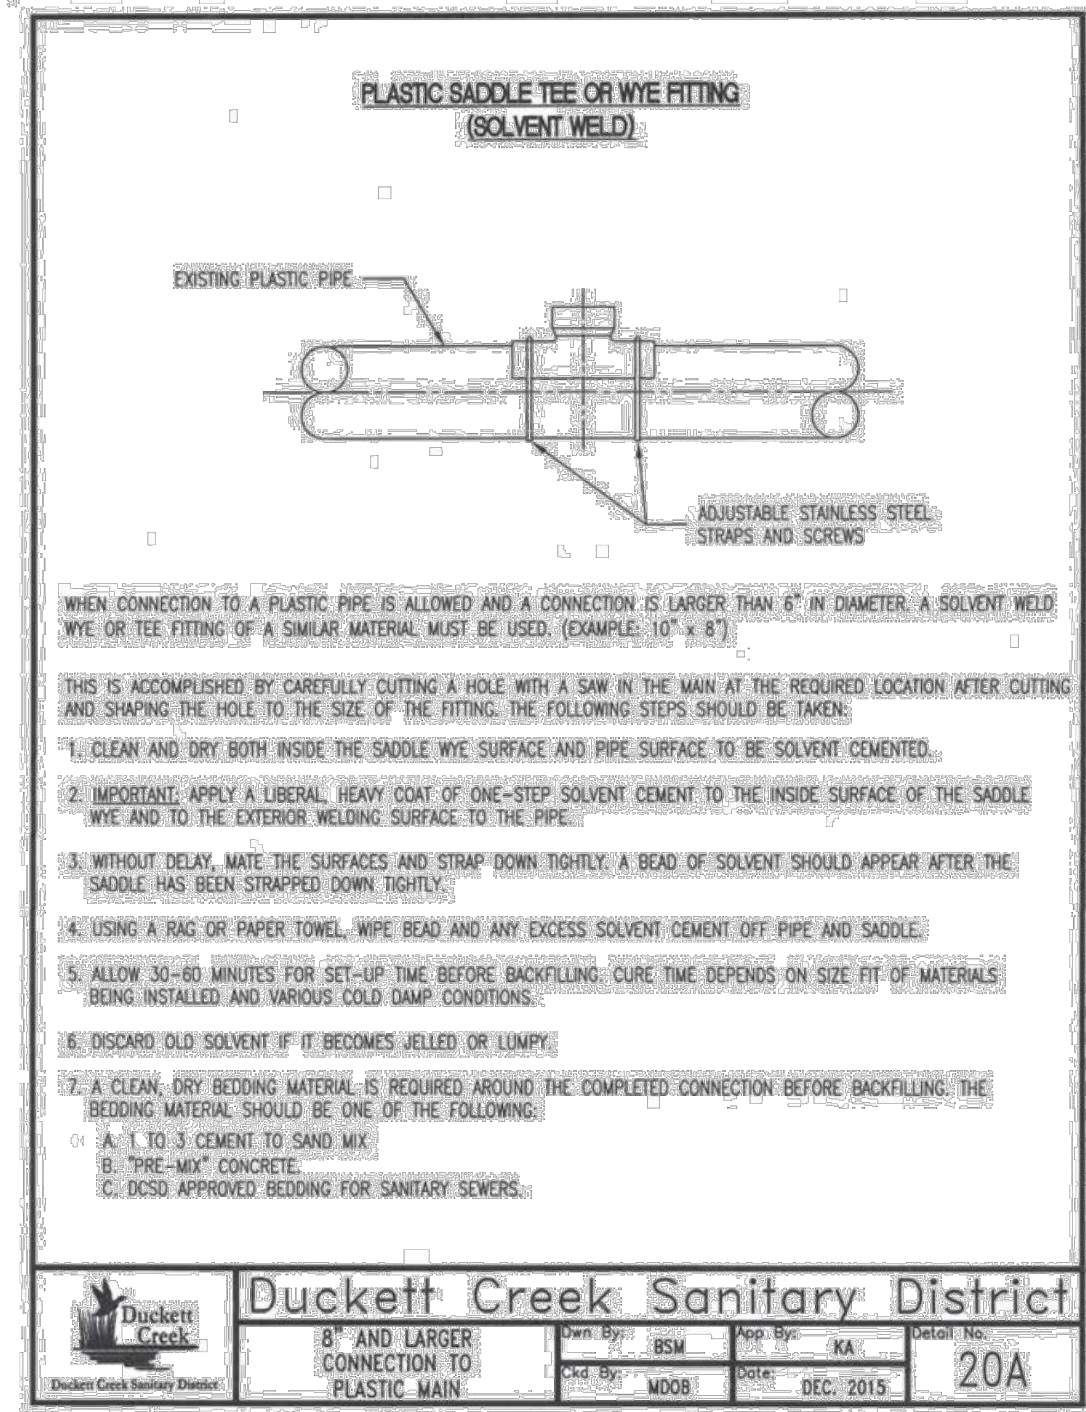 PLASTIC SADDLE TEE OR WYE FITTING
(SOLVENT WELD)
EXISTING PLASTIC PIPE
ADJUSTABLE STAINLESS STEEL
STRAPS AND SCREWS
WHEN CONNECTION TO A PLASTIC PIPE IS ALLOWED AND A CONNECTION IS LARGER THAN 6" IN DIAMETER, A SOLVENT WELD
WYE OR TEE FITTING OF A SIMILAR MATERIAL MUST BE USED. (EXAMPLE: 10" x 8")
THIS IS ACCOMPLISHED BY CAREFULLY CUTTING A HOLE WITH A SAW IN THE MAIN AT THE REQUIRED LOCATION AFTER CUTTING
AND SHAPING THE HOLE TO THE SIZE OF THE FITTING. THE FOLLOWING STEPS SHOULD BE TAKEN:
1. CLEAN AND DRY BOTH INSIDE THE SADDLE WYE SURFACE AND PIPE SURFACE TO BE SOLVENT CEMENTED.
2. IMPORTANT: APPLY A LIBERAL, HEAVY COAT OF ONE-STEP SOLVENT CEMENT TO THE INSIDE SURFACE OF THE SADDLE
WYE AND TO THE EXTERIOR WELDING SURFACE TO THE PIPE.
3. WITHOUT DELAY, MATE THE SURFACES AND STRAP DOWN TIGHTLY. A BEAD OF SOLVENT SHOULD APPEAR AFTER THE
SADDLE HAS BEEN STRAPPED DOWN TIGHTLY.
4. USING A RAG OR PAPER TOWEL, WIPE BEAD AND ANY EXCESS SOLVENT CEMENT OFF PIPE AND SADDLE.
5. ALLOW 30-60 MINUTES FOR SET-UP TIME BEFORE BACKFILLING. CURE TIME DEPENDS ON SIZE FIT OF MATERIALS
BEING INSTALLED AND VARIOUS COLD DAMP CONDITIONS.
6. DISCARD OLD SOLVENT IF IT BECOMES JELLED OR LUMPY.
7. A CLEAN, DRY BEDDING MATERIAL IS REQUIRED AROUND THE COMPLETED CONNECTION BEFORE BACKFILLING. THE
BEDDING MATERIAL SHOULD BE ONE OF THE FOLLOWING:
A. 1 TO 3 CEMENT TO SAND MIX
B. "PRE-MIX" CONCRETE.
C. DCSD APPROVED BEDDING FOR SANITARY SEWERS.
Duckett
Creek
Duckett Creek Sanitary District
Duckett Creek Sanitary District
8" AND LARGER
CONNECTION TO
PLASTIC MAIN
Dwn By: BSM
Ckd By: MDOB
App By: KA
Date: DEC. 2015
Detail No.
20A